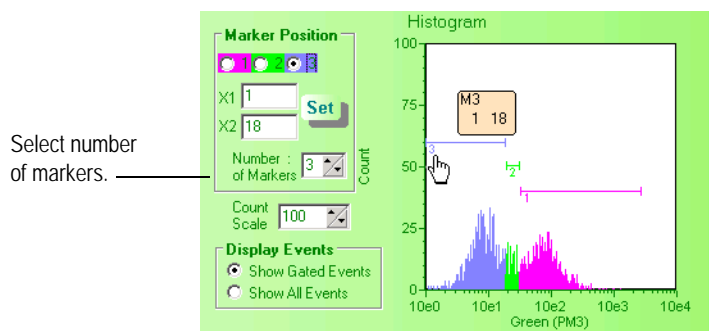 Select number
of markers.
Marker Position
1 2 3
X1 1
X2 18
Set
Number :
of Markers
3
Count
Scale
100
Display Events
Show Gated Events
Show All Events
Histogram
Count
100
75
50
25
0
M3
1 18
3
2
1
10e0 10e1 10e2 10e3 10e4
Green (PM3)